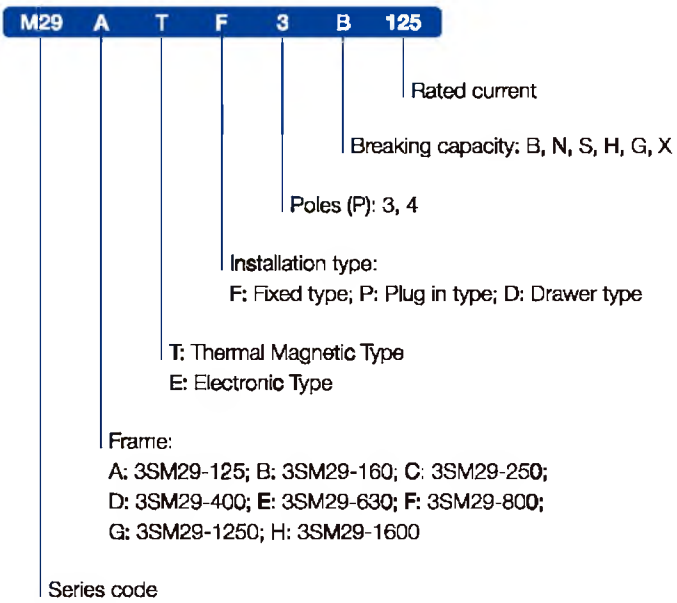 M29 A T F 3 B 125
Rated current
Breaking capacity: B, N, S, H, G, X
Poles (P): 3, 4
Installation type:
F: Fixed type; P: Plug in type; D: Drawer type
T: Thermal Magnetic Type
E: Electronic Type
Frame:
A: 3SM29-125; B: 3SM29-160; C: 3SM29-250;
D: 3SM29-400; E: 3SM29-630; F: 3SM29-800;
G: 3SM29-1250; H: 3SM29-1600
Series code